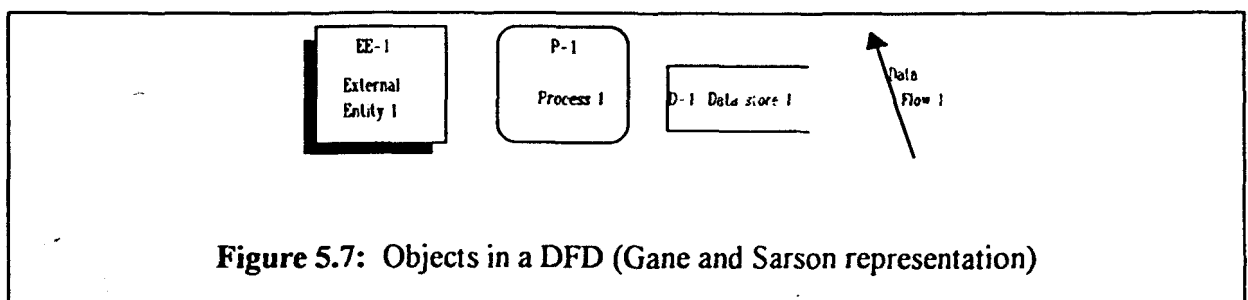 EE-1
External
Entity 1
P-1
Process 1
D-1 Data store 1
Data
Flow 1
Figure 5.7: Objects in a DFD (Gane and Sarson representation)